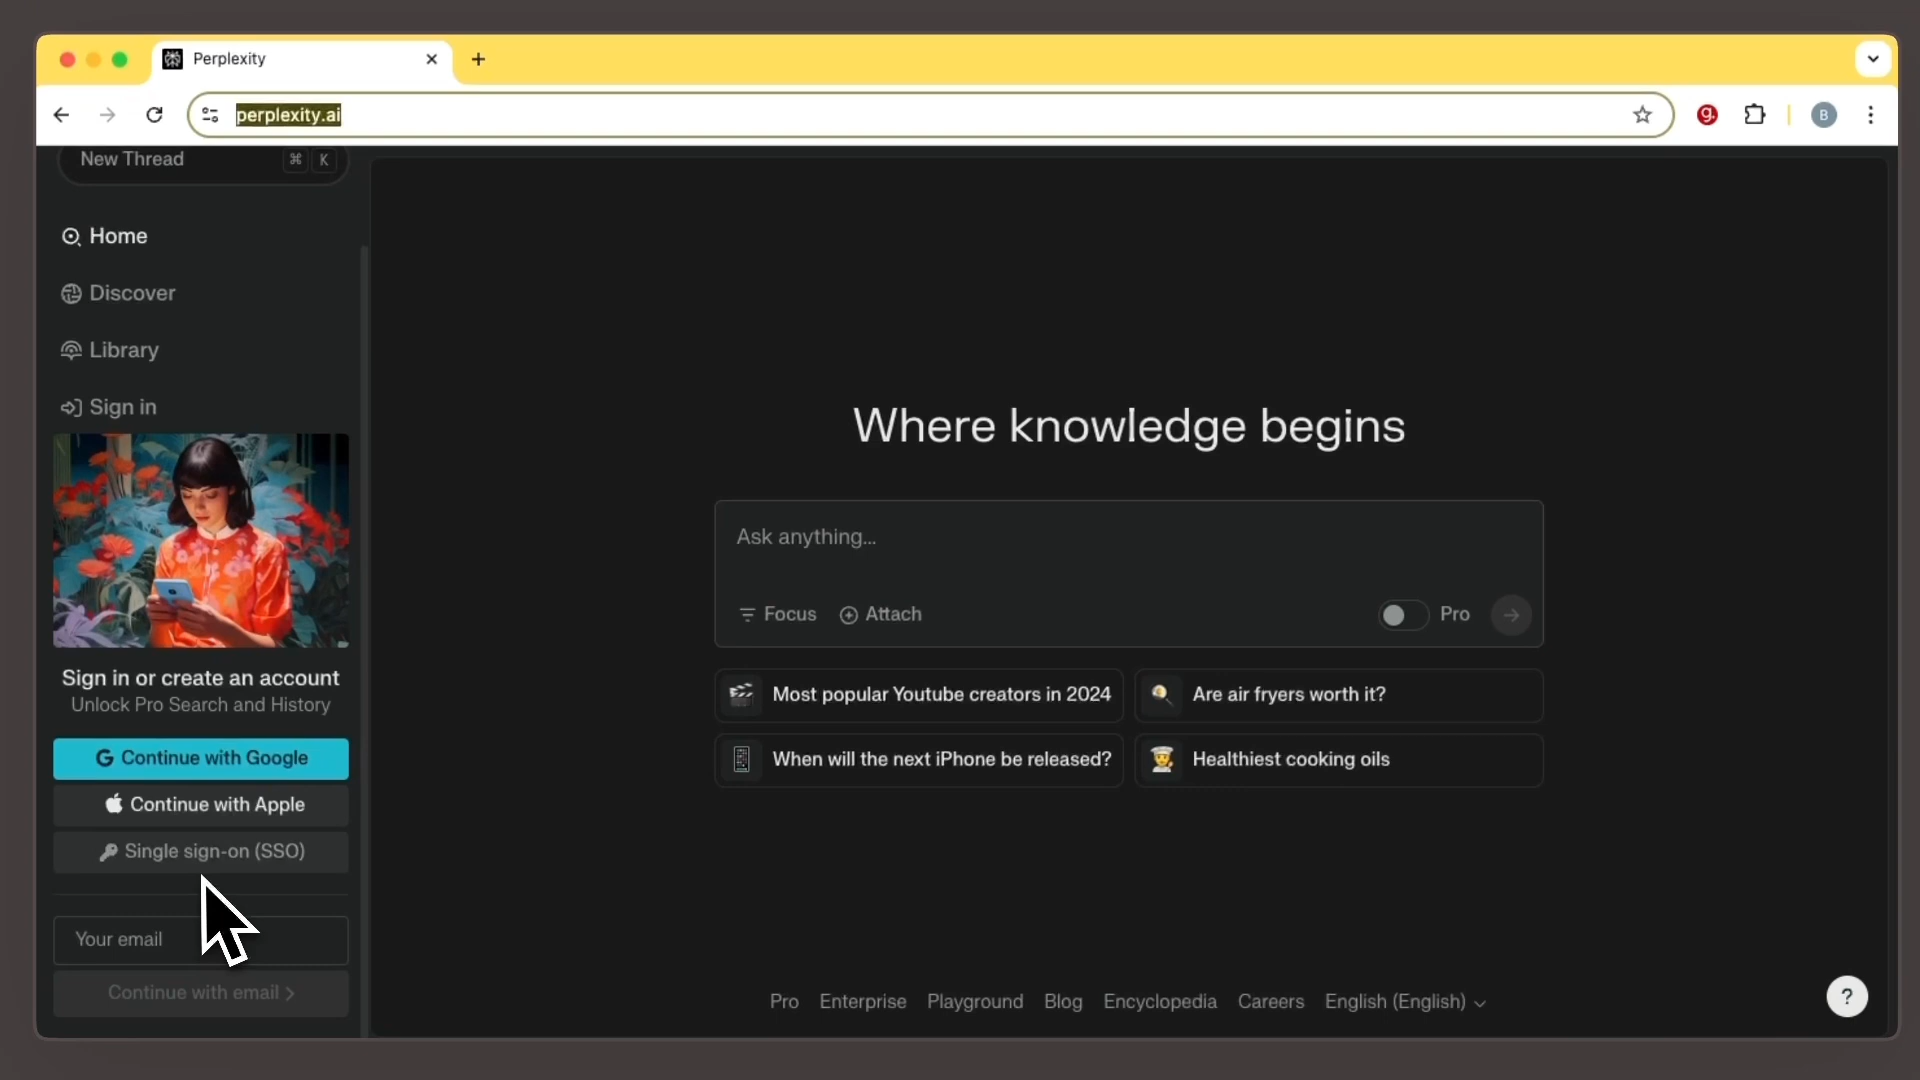 Perplexity
perplexity.ai
B
New Thread ⌘ K
Home
Discover
Library
Sign in
Sign in or create an account
Unlock Pro Search and History
Continue with Google
Continue with Apple
Single sign-on (SSO)
Your email
Continue with email
Where knowledge begins
Ask anything...
Focus Attach Pro
Most popular Youtube creators in 2024
Are air fryers worth it?
When will the next iPhone be released?
Healthiest cooking oils
Pro Enterprise Playground Blog Encyclopedia Careers English (English)
?